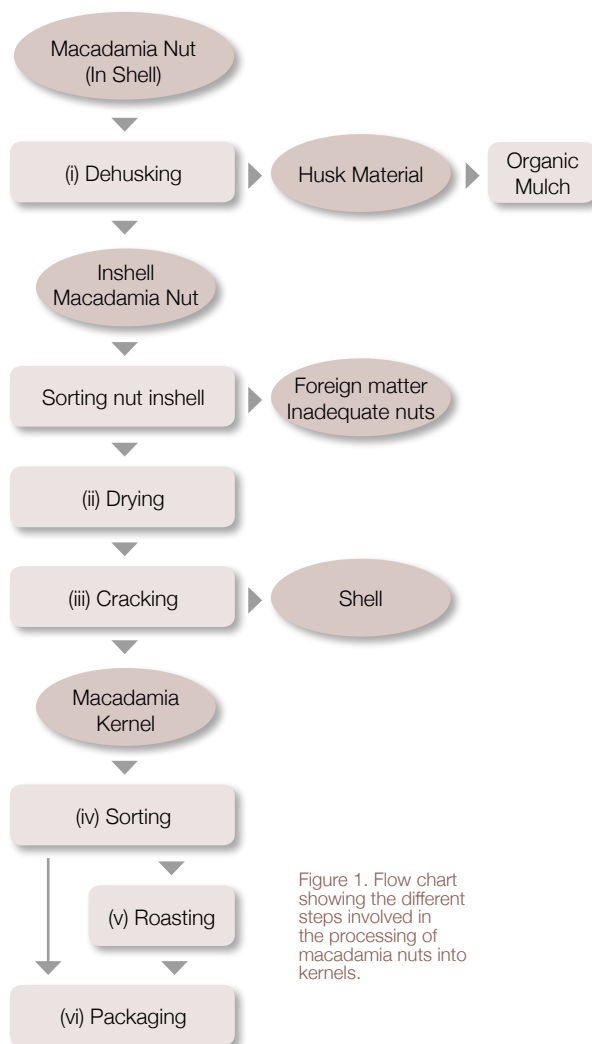 Macadamia Nut
(In Shell)
(i) Dehusking
Husk Material
Organic
Mulch
Inshell
Macadamia Nut
Sorting nut inshell
Foreign matter
Inadequate nuts
(ii) Drying
(iii) Cracking
Shell
Macadamia
Kernel
(iv) Sorting
(v) Roasting
(vi) Packaging
Figure 1. Flow chart
showing the different
steps involved in
the processing of
macadamia nuts into
kernels.